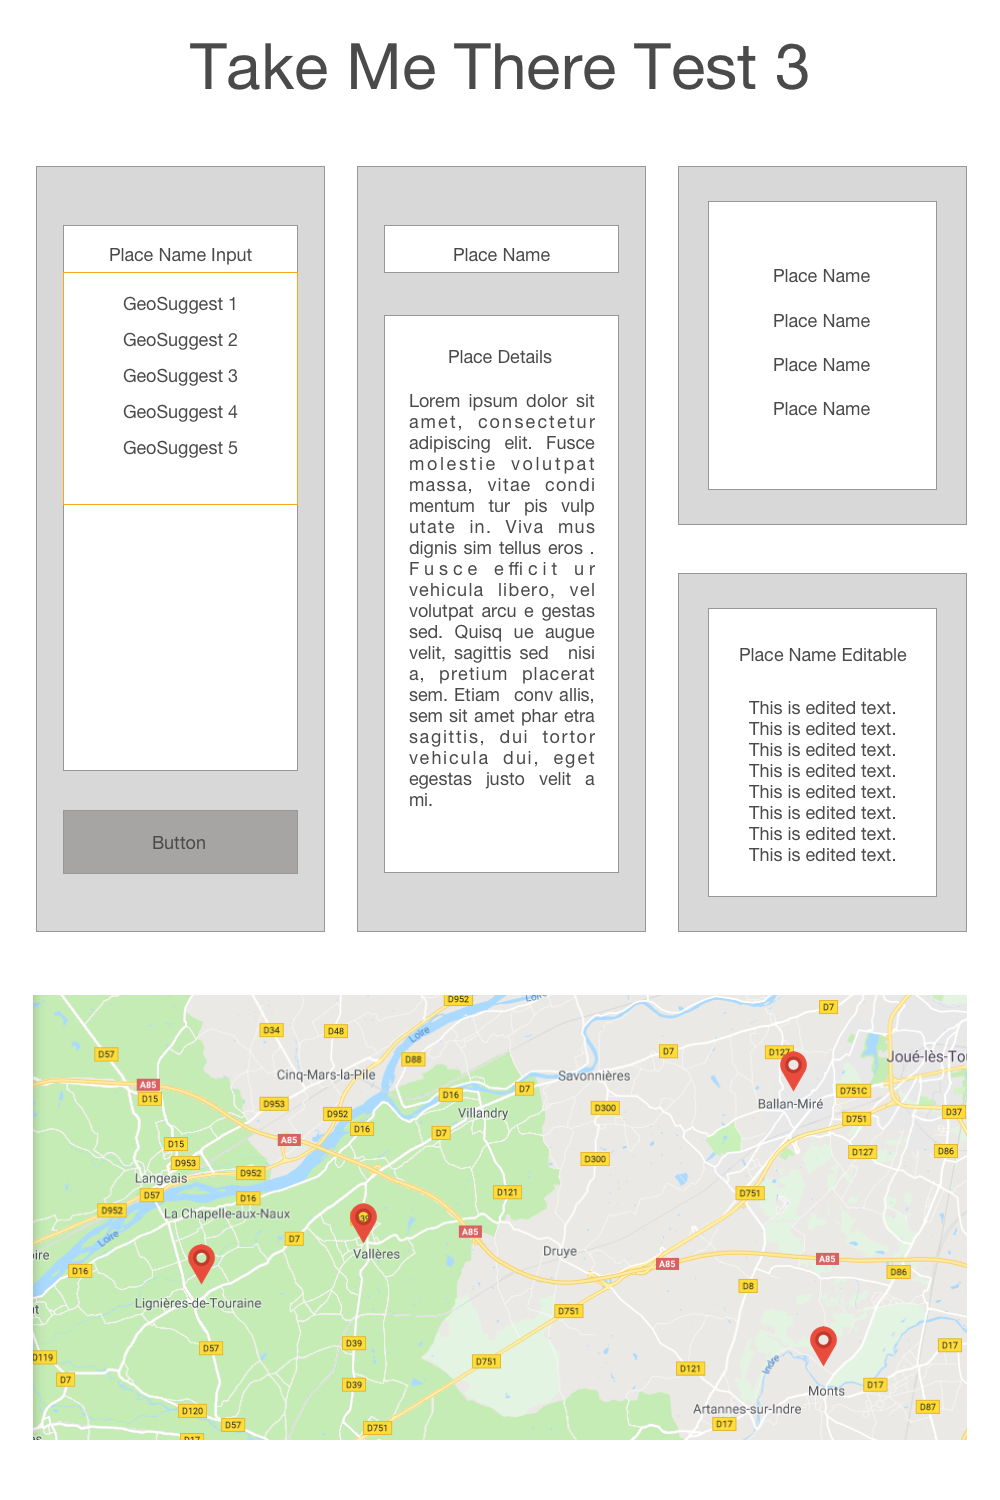 Take Me There Test 3
Place Name Input
GeoSuggest 1
GeoSuggest 2
GeoSuggest 3
GeoSuggest 4
GeoSuggest 5
Button
Place Name
Place Details
Lorem ipsum dolor sit
amet, consectetur
adipiscing elit. Fusce
molestie volutpat
massa, vitae condi
mentum tur pis vulp
utate in. Viva mus
dignis sim tellus eros .
Fusce efficit ur
vehicula libero, vel
volutpat arcu e gestas
sed. Quisq ue augue
velit, sagittis sed nisi
a, pretium placerat
sem. Etiam conv allis,
sem sit amet phar etra
sagittis, dui tortor
vehicula dui, eget
egestas justo velit a
mi.
Place Name
Place Name
Place Name
Place Name
Place Name Editable
This is edited text.
This is edited text.
This is edited text.
This is edited text.
This is edited text.
This is edited text.
This is edited text.
This is edited text.
D952
D7
D34
D48
Loire
D57
D88
D7
D127
Joué-lès-Tou
Cinq-Mars-la-Pile
Savonnières
A85
D15
D16
D7
D751C
D953
D952
Villandry
D300
Ballan-Miré
D37
D16
D7
D751
D15
A85
D127
D86
D953
D952
D300
Langeais
D57
D16
D121
D751
D952
La Chapelle-aux-Naux
Loire
D7
A85
Vallères
Druye
ire
D16
A85
A85
D86
D8
Lignières-de-Touraine
D751
D57
D39
D17
D119
D751
Indre
D121
D7
D39
Monts
D17
D120
D57
D751
Artannes-sur-Indre
D17
D87
D17